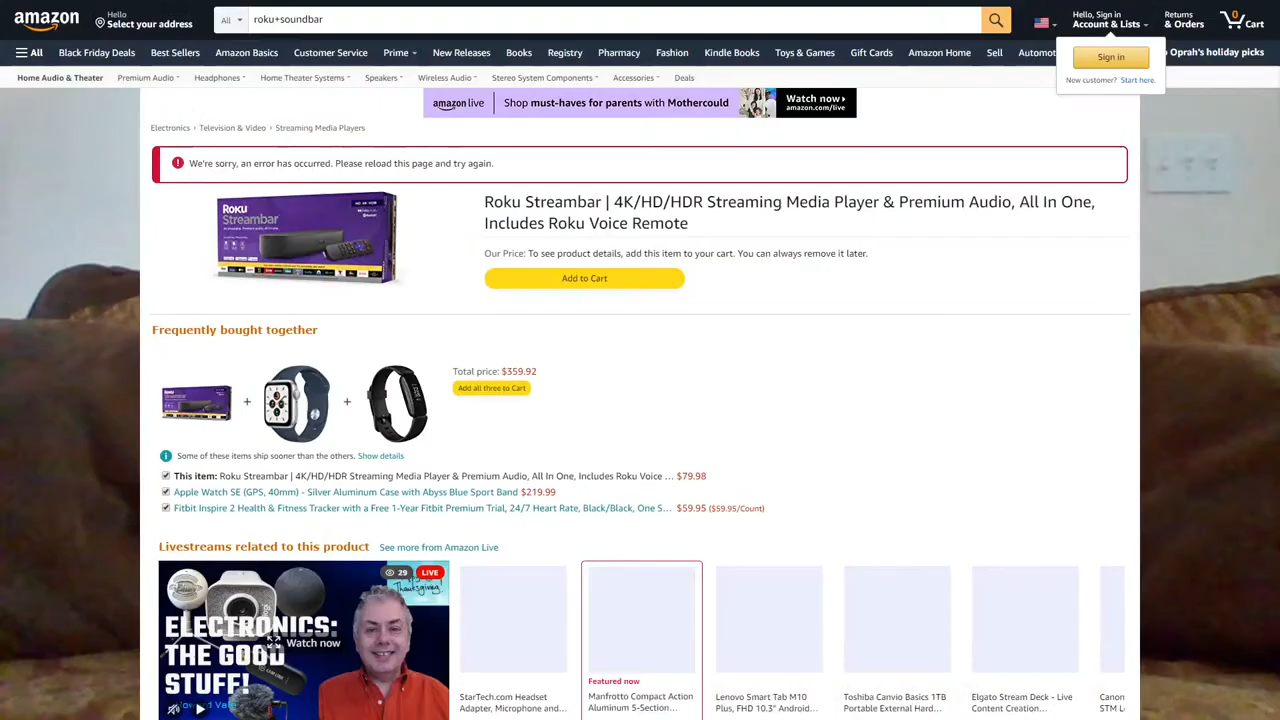 amazon
Hello
Select your address
All
roku+soundbar
Hello, Sign in
Account & Lists
Returns
& Orders
0
Cart
All
Black Friday Deals
Best Sellers
Amazon Basics
Customer Service
Prime
New Releases
Books
Registry
Pharmacy
Fashion
Kindle Books
Toys & Games
Gift Cards
Amazon Home
Sell
Automot
Oprah's holiday picks
Sign in
New customer? Start here.
Home Audio & Theater
Premium Audio
Headphones
Home Theater Systems
Speakers
Wireless Audio
Stereo System Components
Accessories
Deals
amazon live
Shop must-haves for parents with Mothercould
Watch now
amazon.com/live
Electronics › Television & Video › Streaming Media Players
We're sorry, an error has occurred. Please reload this page and try again.
Roku
Streambar
Roku Streambar | 4K/HD/HDR Streaming Media Player & Premium Audio, All In One,
Includes Roku Voice Remote
Our Price: To see product details, add this item to your cart. You can always remove it later.
Add to Cart
Frequently bought together
+
+
Total price: $359.92
Add all three to Cart
Some of these items ship sooner than the others. Show details
This item: Roku Streambar | 4K/HD/HDR Streaming Media Player & Premium Audio, All In One, Includes Roku Voice ... $79.98
Apple Watch SE (GPS, 40mm) - Silver Aluminum Case with Abyss Blue Sport Band $219.99
Fitbit Inspire 2 Health & Fitness Tracker with a Free 1-Year Fitbit Premium Trial, 24/7 Heart Rate, Black/Black, One S... $59.95 ($59.95/Count)
Livestreams related to this product
See more from Amazon Live
29
LIVE
Thanksgiving!
ELECTRONICS:
THE GOOD
STUFF!
Watch now
Featured now
StarTech.com Headset
Adapter, Microphone and...
Manfrotto Compact Action
Aluminum 5-Section...
Lenovo Smart Tab M10
Plus, FHD 10.3" Android...
Toshiba Canvio Basics 1TB
Portable External Hard...
Elgato Stream Deck - Live
Content Creation...
Canon
STM L